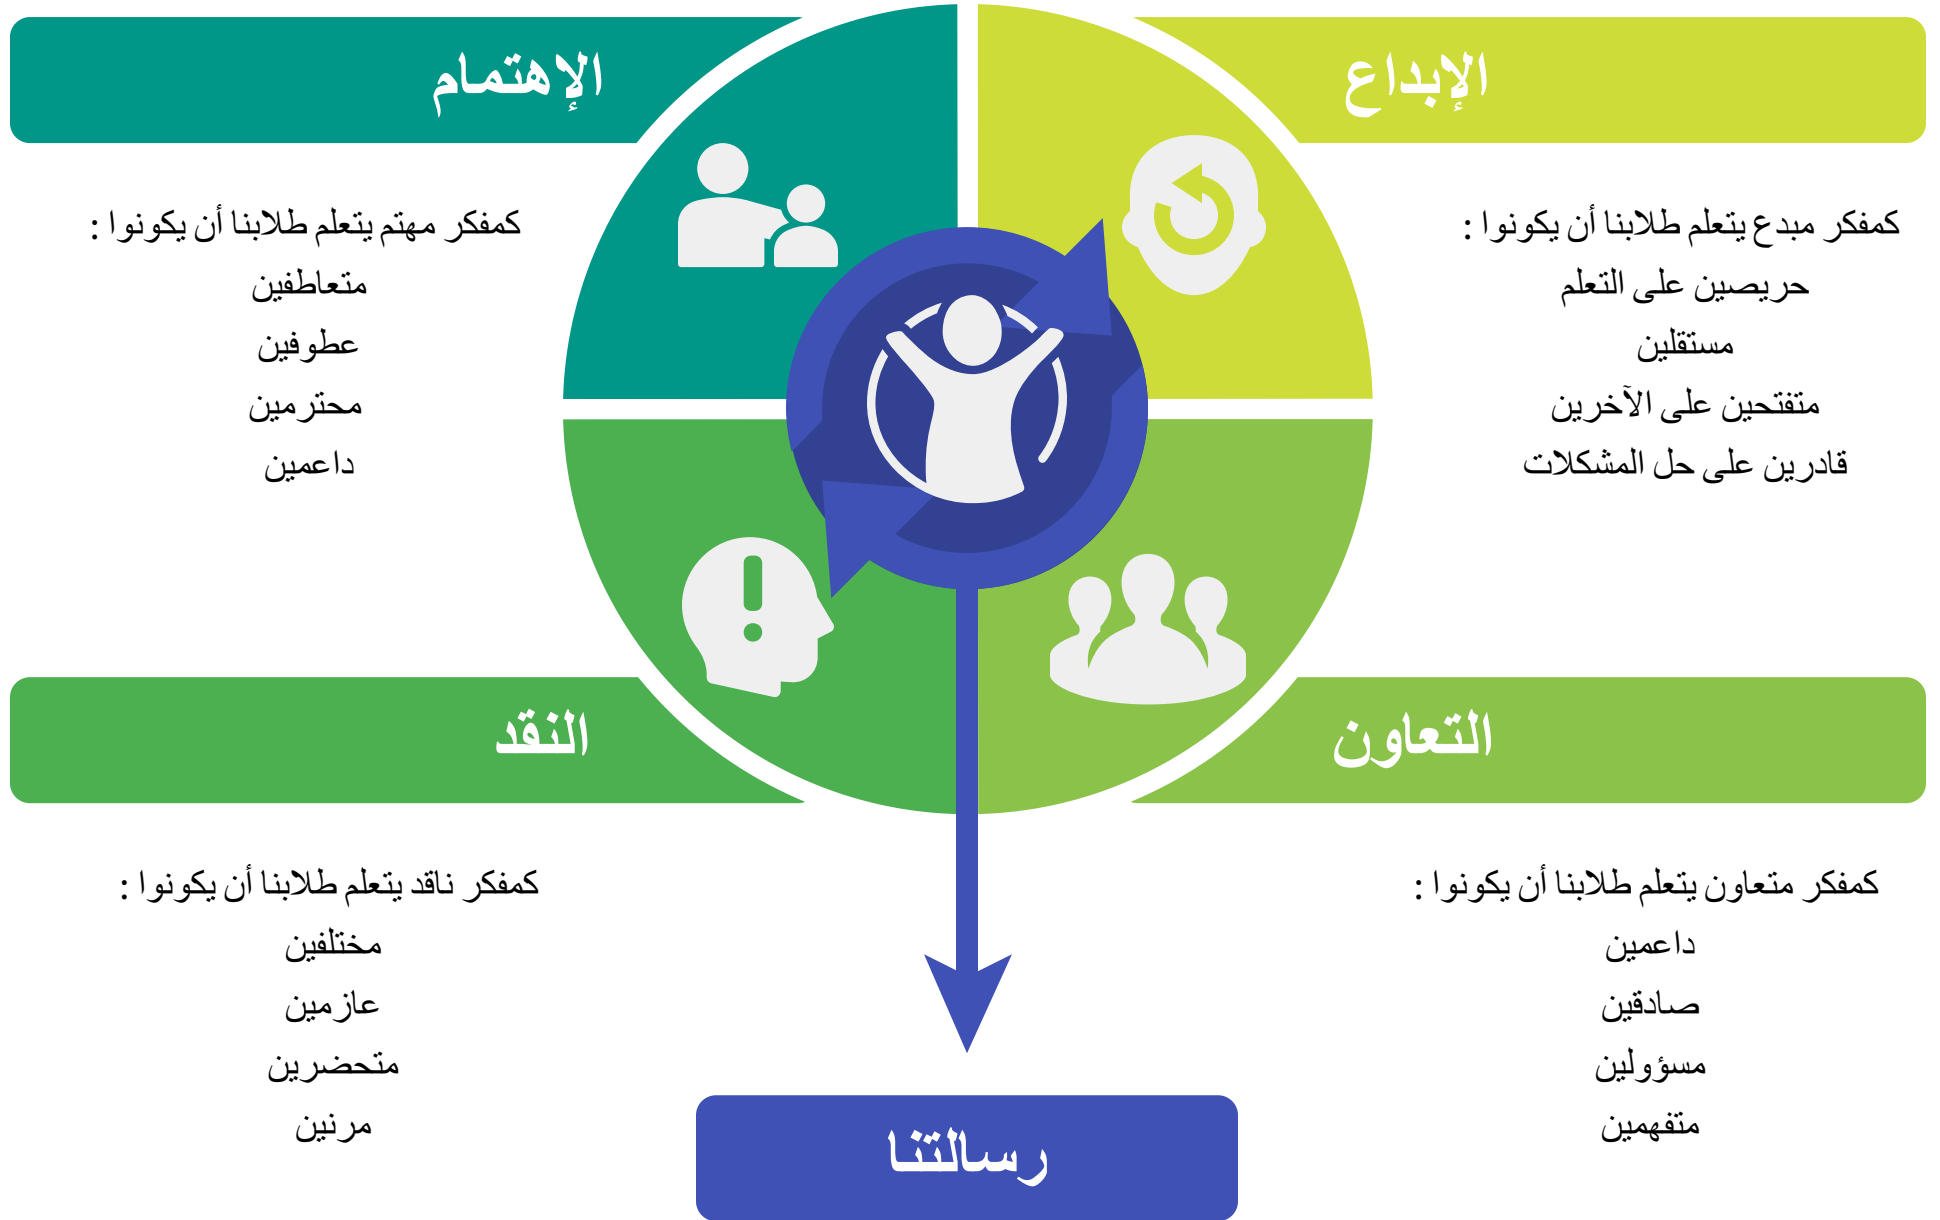 الإبداع
كمفكر مبدع يتعلم طلابنا أن يكونوا :
حريصين على التعلم
مستقلين
متفتحين على الآخرين
قادرين على حل المشكلات
الإهتمام
كمفكر مهتم يتعلم طلابنا أن يكونوا :
متعاطفين
عطوفين
محترمين
داعمين
التعاون
كمفكر متعاون يتعلم طلابنا أن يكونوا :
داعمين
صادقين
مسؤولين
متفهمين
النقد
كمفكر ناقد يتعلم طلابنا أن يكونوا :
مختلفين
عازمين
متحضرين
مرنين
رسالتنا